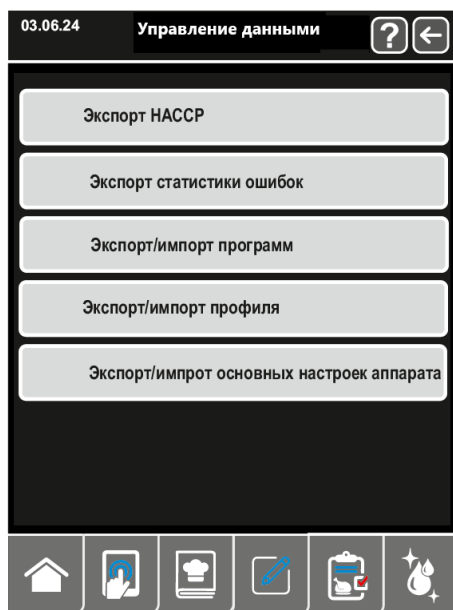 03.06.24
Управление данными
?
Экспорт НАССР
Экспорт статистики ошибок
Экспорт/импорт программ
Экспорт/импорт профиля
Экспорт/импрот основных настроек аппарата